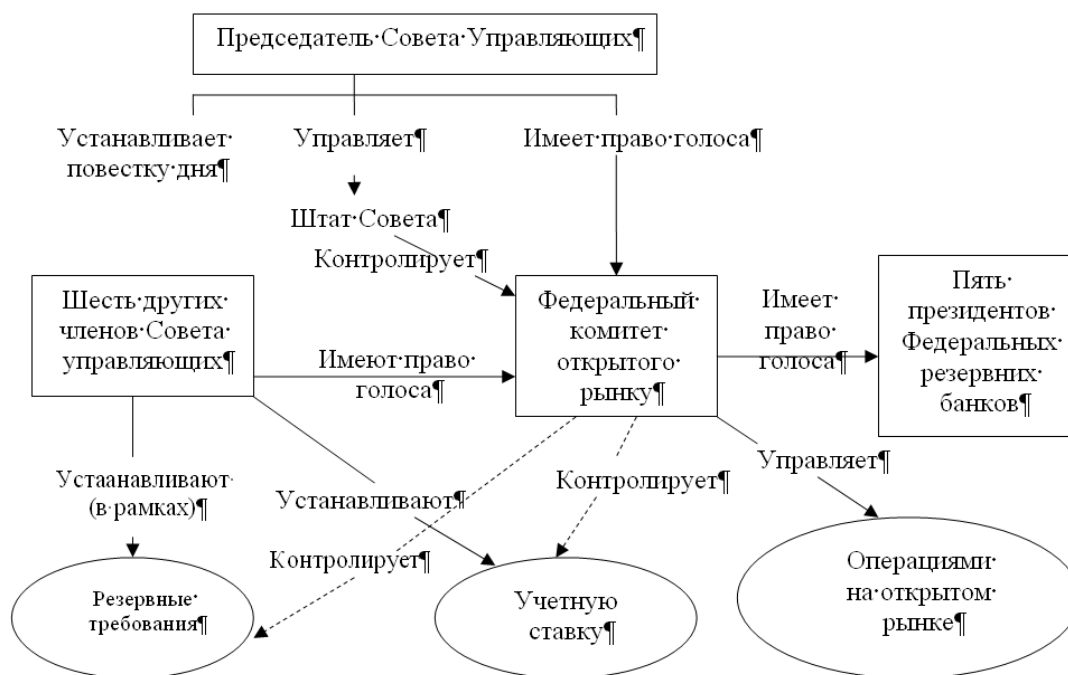 Председатель·Совета·Управляющих¶
Устанавливает·
повестку·дня¶
Управляет¶
Имеет·право·голоса¶
Штат·Совета¶
Контролирует¶
Шесть·других·
членов·Совета·
управляющих¶
Имеют·право·
голоса¶
Федеральный·
комитет·
открытого·
рынку¶
Имеет·
право·
голоса¶
Пять·
президентов·
Федеральных·
резервних·
банков¶
Устаанавливают·
(в·рамках)¶
Устанавливают¶
Контролирует¶
Управляет¶
Контролирует¶
Резервные·
требования¶
Учетную
ставку¶
Операциями·
на·открытом·
рынке¶